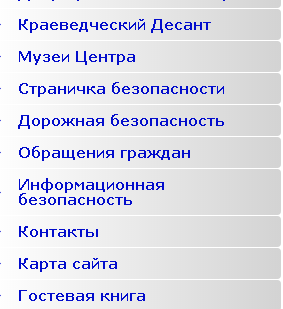 Краеведческий Десант
Музеи Центра
Страничка безопасности
Дорожная безопасность
Обращения граждан
Информационная
безопасность
Контакты
Карта сайта
Гостевая книга